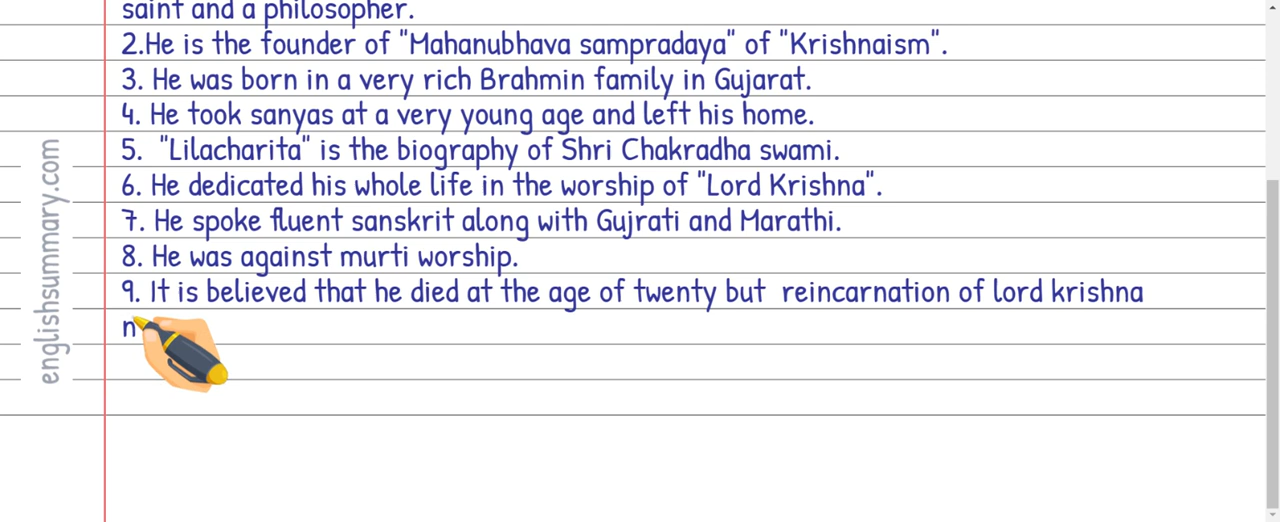 saint and a philosopher.
2.He is the founder of "Mahanubhava sampradaya" of "Krishnaism".
3. He was born in a very rich Brahmin family in Gujarat.
4. He took sanyas at a very young age and left his home.
5. "Lilacharita" is the biography of Shri Chakradha swami.
6. He dedicated his whole life in the worship of "Lord Krishna".
7. He spoke fluent sanskrit along with Gujrati and Marathi.
8. He was against murti worship.
9. It is believed that he died at the age of twenty but reincarnation of lord krishna
n
englishsummary.com